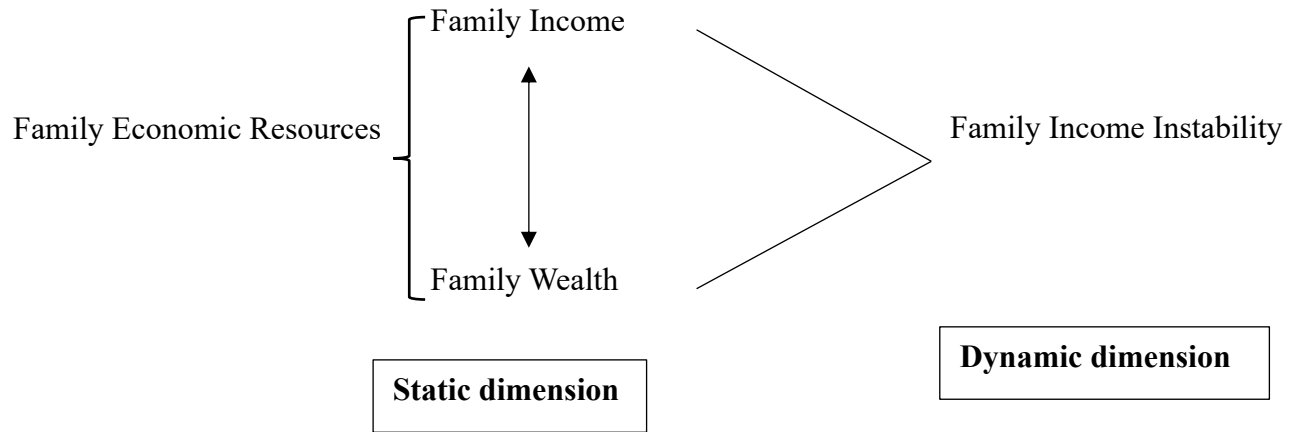 Family Income
Family Economic Resources
Family Income Instability
Family Wealth
Dynamic dimension
Static dimension